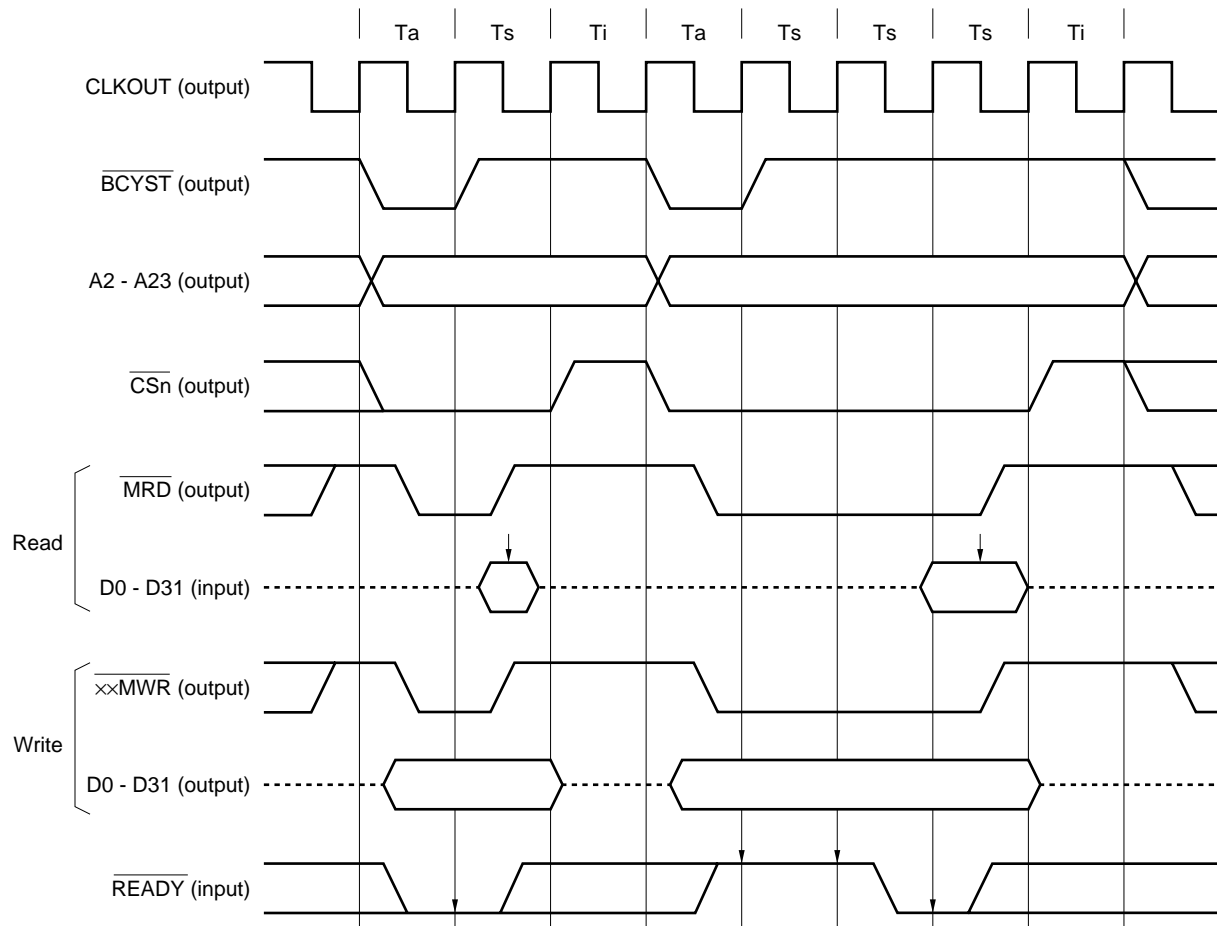 Ta Ts Ti Ta Ts Ts Ts Ti
CLKOUT (output)
BCYST (output)
A2 - A23 (output)
CSn (output)
MRD (output)
Read
D0 - D31 (input)
××MWR (output)
Write
D0 - D31 (output)
READY (input)